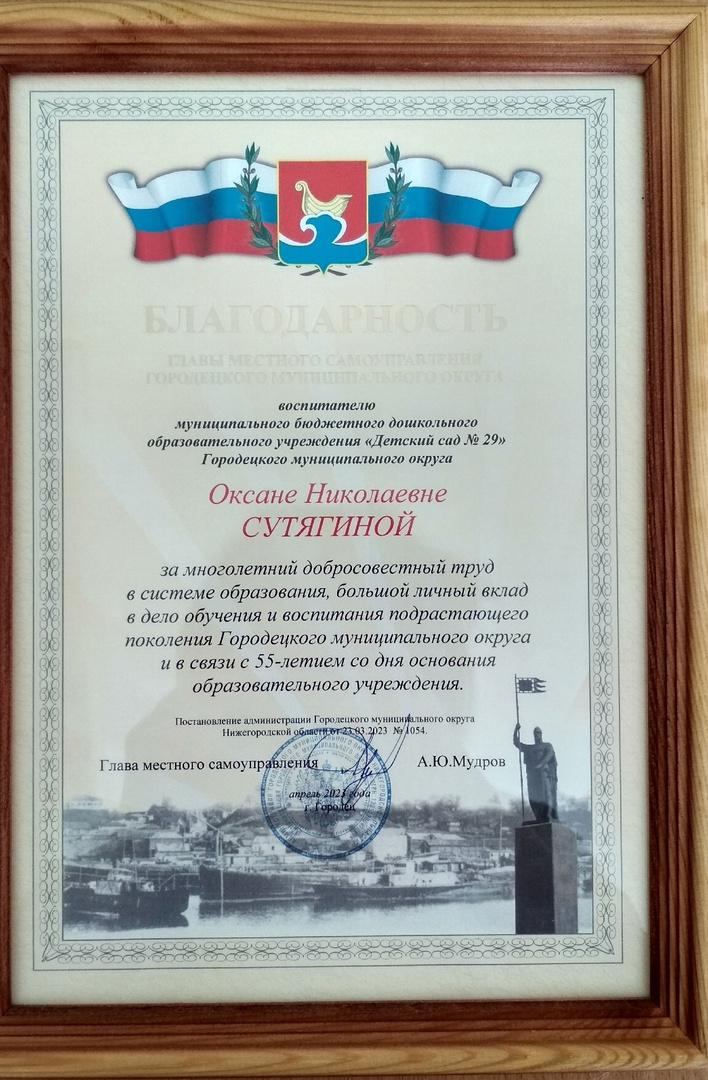 БЛАГОДАРНОСТЬ
ГЛАВЫ МЕСТНОГО САМОУПРАВЛЕНИЯ
ГОРОДЕЦКОГО МУНИЦИПАЛЬНОГО ОКРУГА
воспитателю
муниципального бюджетного дошкольного
образовательного учреждения «Детский сад № 29»
Городецкого муниципального округа
Оксане Николаевне
СУТЯГИНОЙ
за многолетний добросовестный труд
в системе образования, большой личный вклад
в дело обучения и воспитания подрастающего
поколения Городецкого муниципального округа
и в связи с 55-летием со дня основания
образовательного учреждения.
Постановление администрации Городецкого муниципального округа
Нижегородской области от 23.03.2023 № 1054.
Глава местного самоуправления А.Ю.Мудров
апрель 2023 года
г. Городец